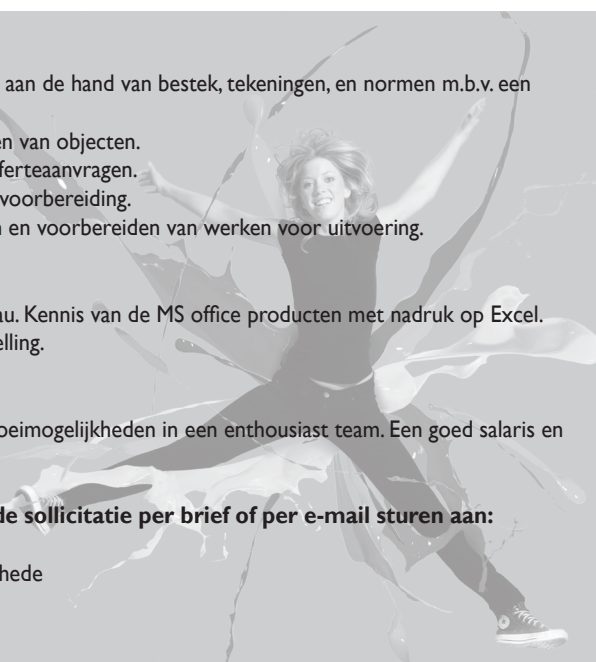 aan de hand van bestek, tekeningen, en normen m.b.v. een
en van objecten.
ferteaanvragen.
voorbereiding.
n en voorbereiden van werken voor uitvoering.
au. Kennis van de MS office producten met nadruk op Excel.
elling.
oeimogelijkheden in een enthousiast team. Een goed salaris en
de sollicitatie per brief of per e-mail sturen aan:
hede